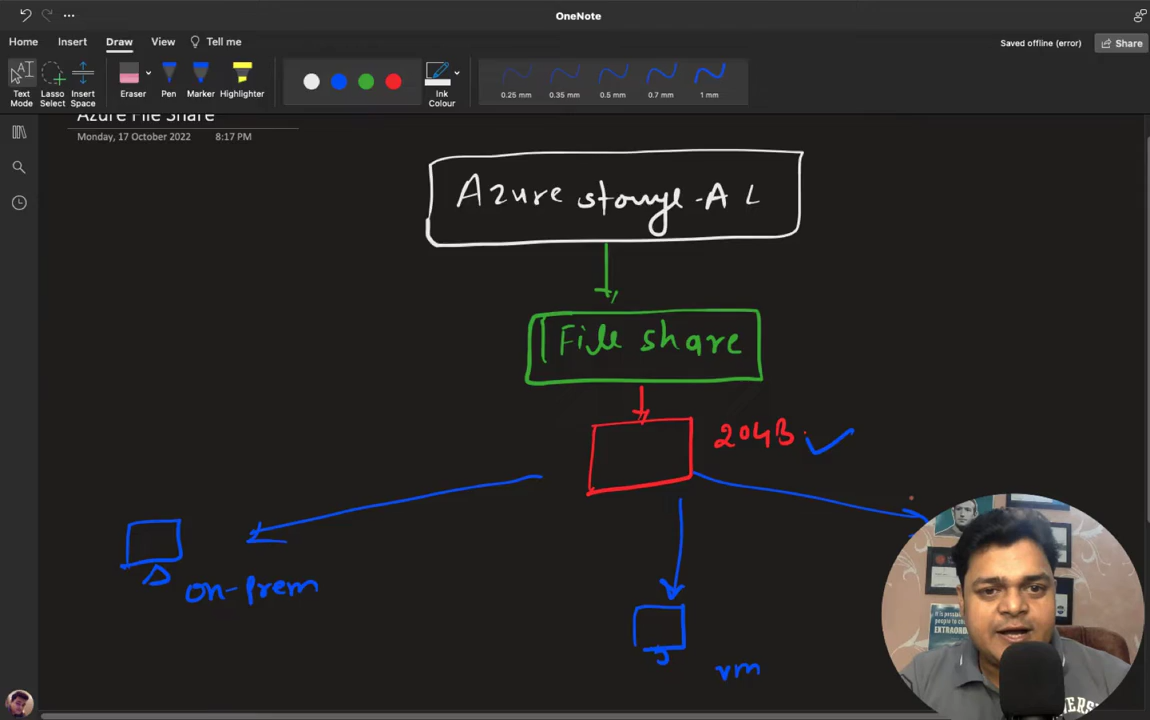 OneNote
Home Insert Draw View Tell me
Saved offline (error) Share
Text Mode
Lasso Select
Insert Space
Eraser
Pen
Marker
Highlighter
Ink Colour
0.25 mm 0.35 mm 0.5 mm 0.7 mm 1 mm
Azure File Share
Monday, 17 October 2022 8:17 PM
Azure storage-A
File share
20GB
on-prem
vm
EXTRAORD